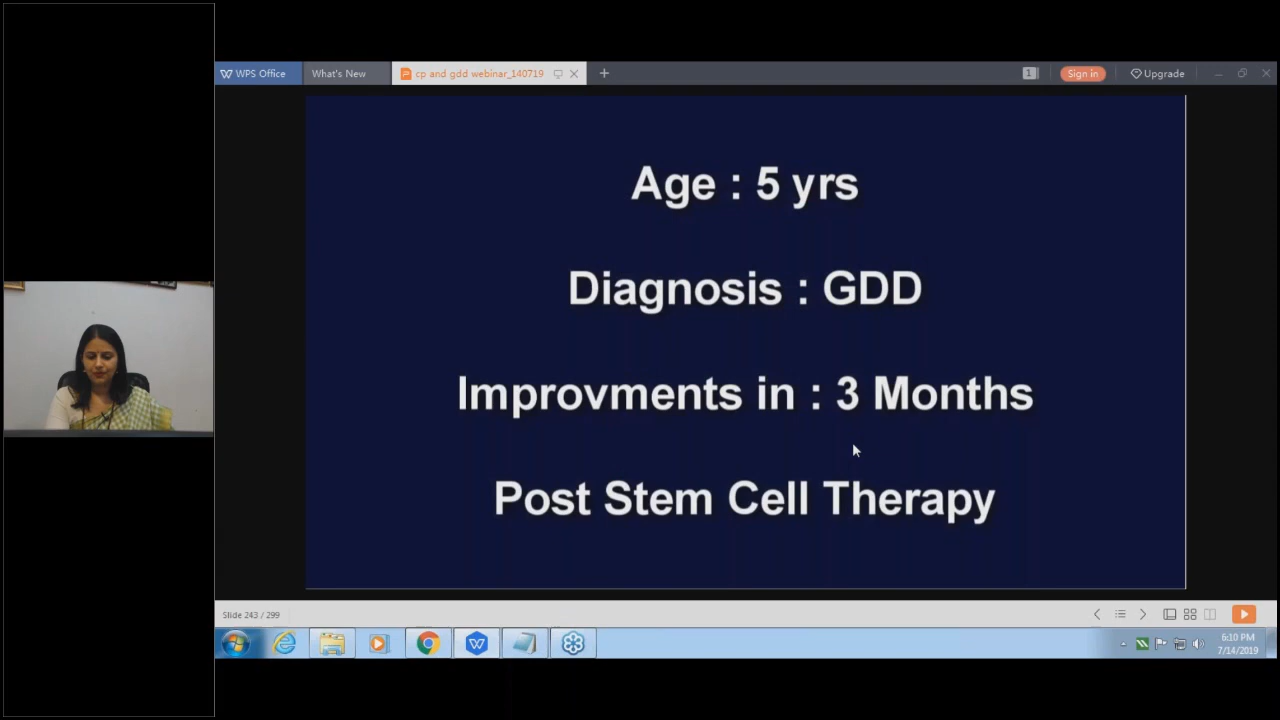 WPS Office
What's New
cp and gdd webinar_140719
1
Sign in
Upgrade
Age : 5 yrs
Diagnosis : GDD
Improvments in : 3 Months
Post Stem Cell Therapy
Slide 243 / 299
6:10 PM
7/14/2019